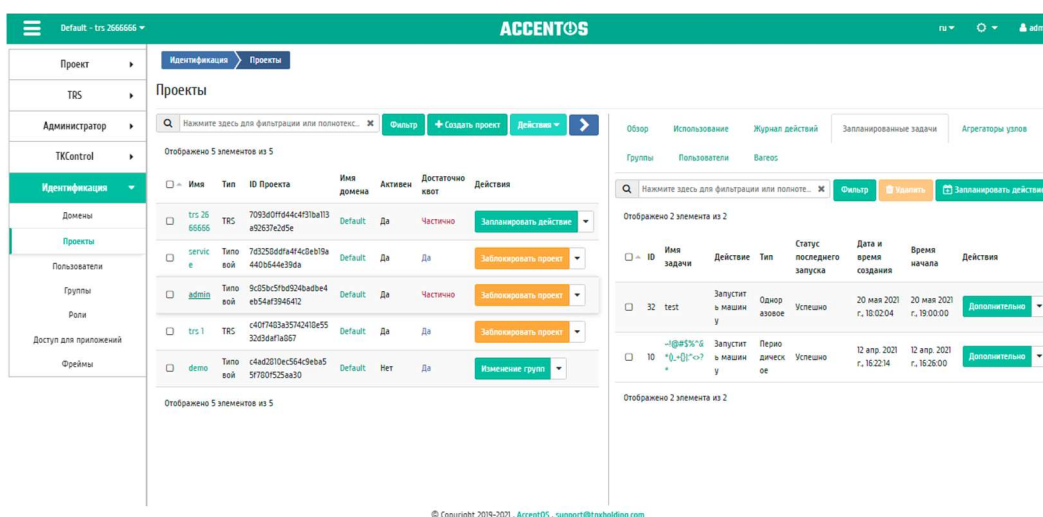 Default - trs 2666666
ACCENTOS
ru
Проект
TRS
Администратор
TKControl
Идентификация
Домены
Проекты
Пользователи
Группы
Роли
Доступ для приложений
Фреймы
Идентификация
Проекты
Проекты
Нажмите здесь для фильтрации или полнотекс...
Фильтр
+ Создать проект
Действия
Отображено 5 элементов из 5
Имя Тип ID Проекта Имя домена Активен Достаточно квот Действия
trs 26 66666 TRS 7093d0ffd44c4f31ba113 a92637e2d5e Default Да Частично Запланировать действие
servic e Типо вой 7d3258ddfa4f4c8eb19a 440b644e39da Default Да Да Заблокировать проект
admin Типо вой 9c85bc5fbd924badbe4 eb54af3946412 Default Да Частично Заблокировать проект
trs 1 TRS c40f7483a35742418e55 32d3daf1a867 Default Да Да Заблокировать проект
demo Типо вой c4ad2810ec564c9eba5 5f780f525aa30 Default Нет Да Изменение групп
Отображено 5 элементов из 5
Обзор Использование Журнал действий Запланированные задачи Агрегаторы узлов
Группы Пользователи Bareos
Нажмите здесь для фильтрации или полноте...
Фильтр
Удалить
Запланировать действие
Отображено 2 элемента из 2
ID Имя задачи Действие Тип Статус последнего запуска Дата и время создания Время начала Действия
32 test Запустит ь машин у Однор азовое Успешно 20 мая 2021 г., 18:02:04 20 мая 2021 г., 19:00:00 Дополнительно
10 Запустит ь машин у Перио дическ ое Успешно 12 апр. 2021 г., 16:22:14 12 апр. 2021 г., 16:26:00 Дополнительно
Отображено 2 элемента из 2
© Copyright 2019-2021 . AccentOS . support@tnxholding.com